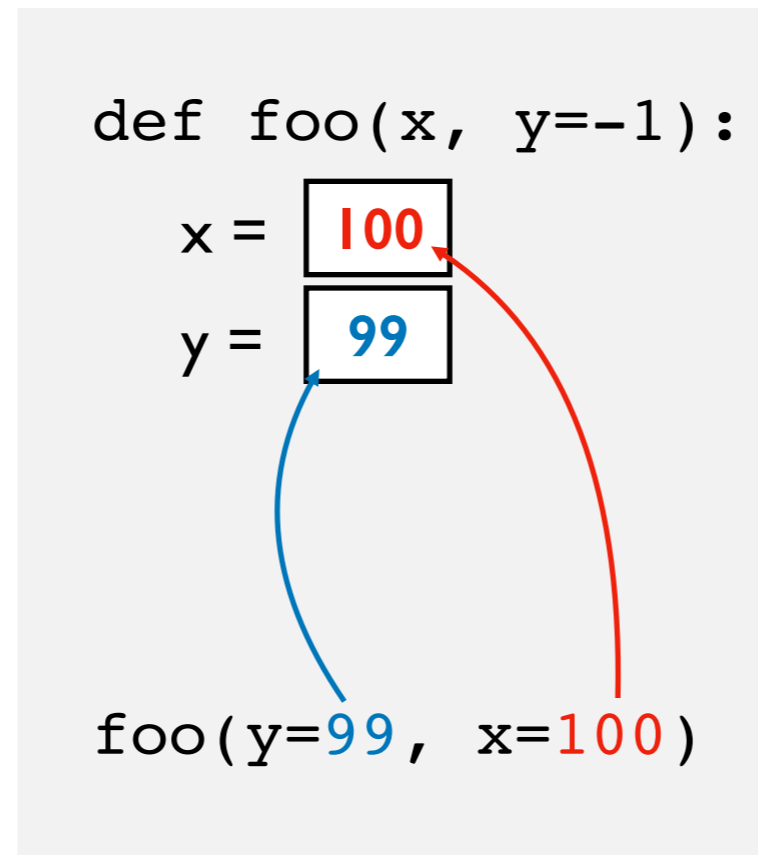 def foo(x, y=-1):
x = 100
y = 99
foo(y=99, x=100)